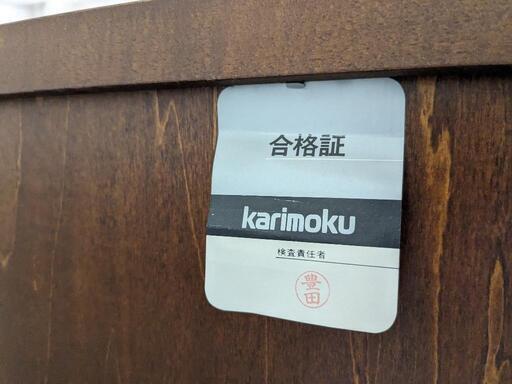 合格証
karimoku
検査責任者
豊田